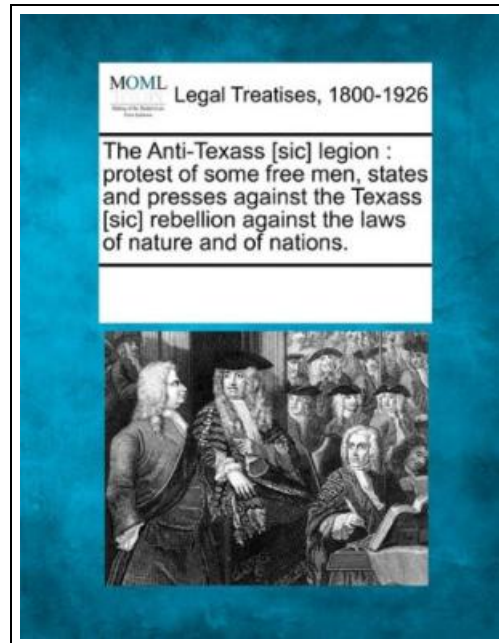 MOML
Legal Treatises, 1800-1926
The Anti-Texass [sic] legion :
protest of some free men, states
and presses against the Texass
[sic] rebellion against the laws
of nature and of nations.